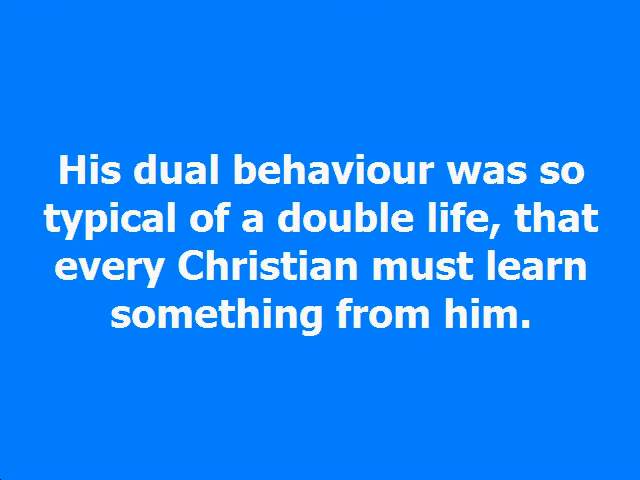 His dual behaviour was so
typical of a double life, that
every Christian must learn
something from him.